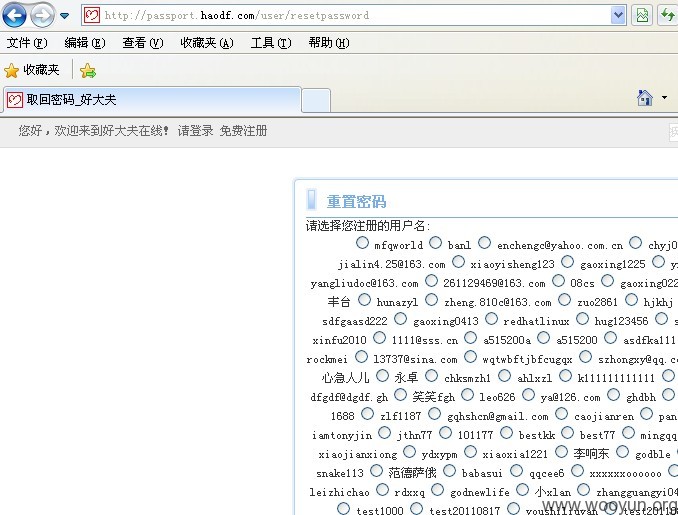 http://passport.haodf.com/user/resetpassword
文件(F) 编辑(E) 查看(V) 收藏夹(A) 工具(T) 帮助(H)
收藏夹
取回密码_好大夫
您好，欢迎来到好大夫在线! 请登录 免费注册
重置密码
请选择您注册的用户名:
mfqworld banl enchengc@yahoo.com.cn chyj0
jialin4.25@163.com xiaoyisheng123 gaoxing1225
yangliudoc@163.com 261129469@163.com 08cs gaoxing022
丰台 hunazyl zheng.810c@163.com zuo2861 hjkhj
sdfgaasd222 gaoxing0413 redhatlinux hug123456
xinfu2010 1111@sss.cn a515200a a515200 asdfka111
rockmei 13737@sina.com wqtwbftjbfcugqx szhongxy@qq.c
心急人儿 永卓 chksmzhl ahlxzl k111111111111
dfgdf@dgdf.gh 笑笑fgh leo626 ya@126.com ghdbh
1688 zlf1187 gqhshcn@gmail.com caojianren pan
iamtonyjin jthn77 101177 bestkk best77 mingqq
xiaojianxiong ydxypm xiaoxia1221 李响东 godble
snake113 范德萨俄 babasui qqcee6 xxxxxxoooooo
leizhichao rdxxq godnewlife 小xlan zhangguangyi04
test1000 test20110817 youshiliuyan test2011
www.wooyun.org